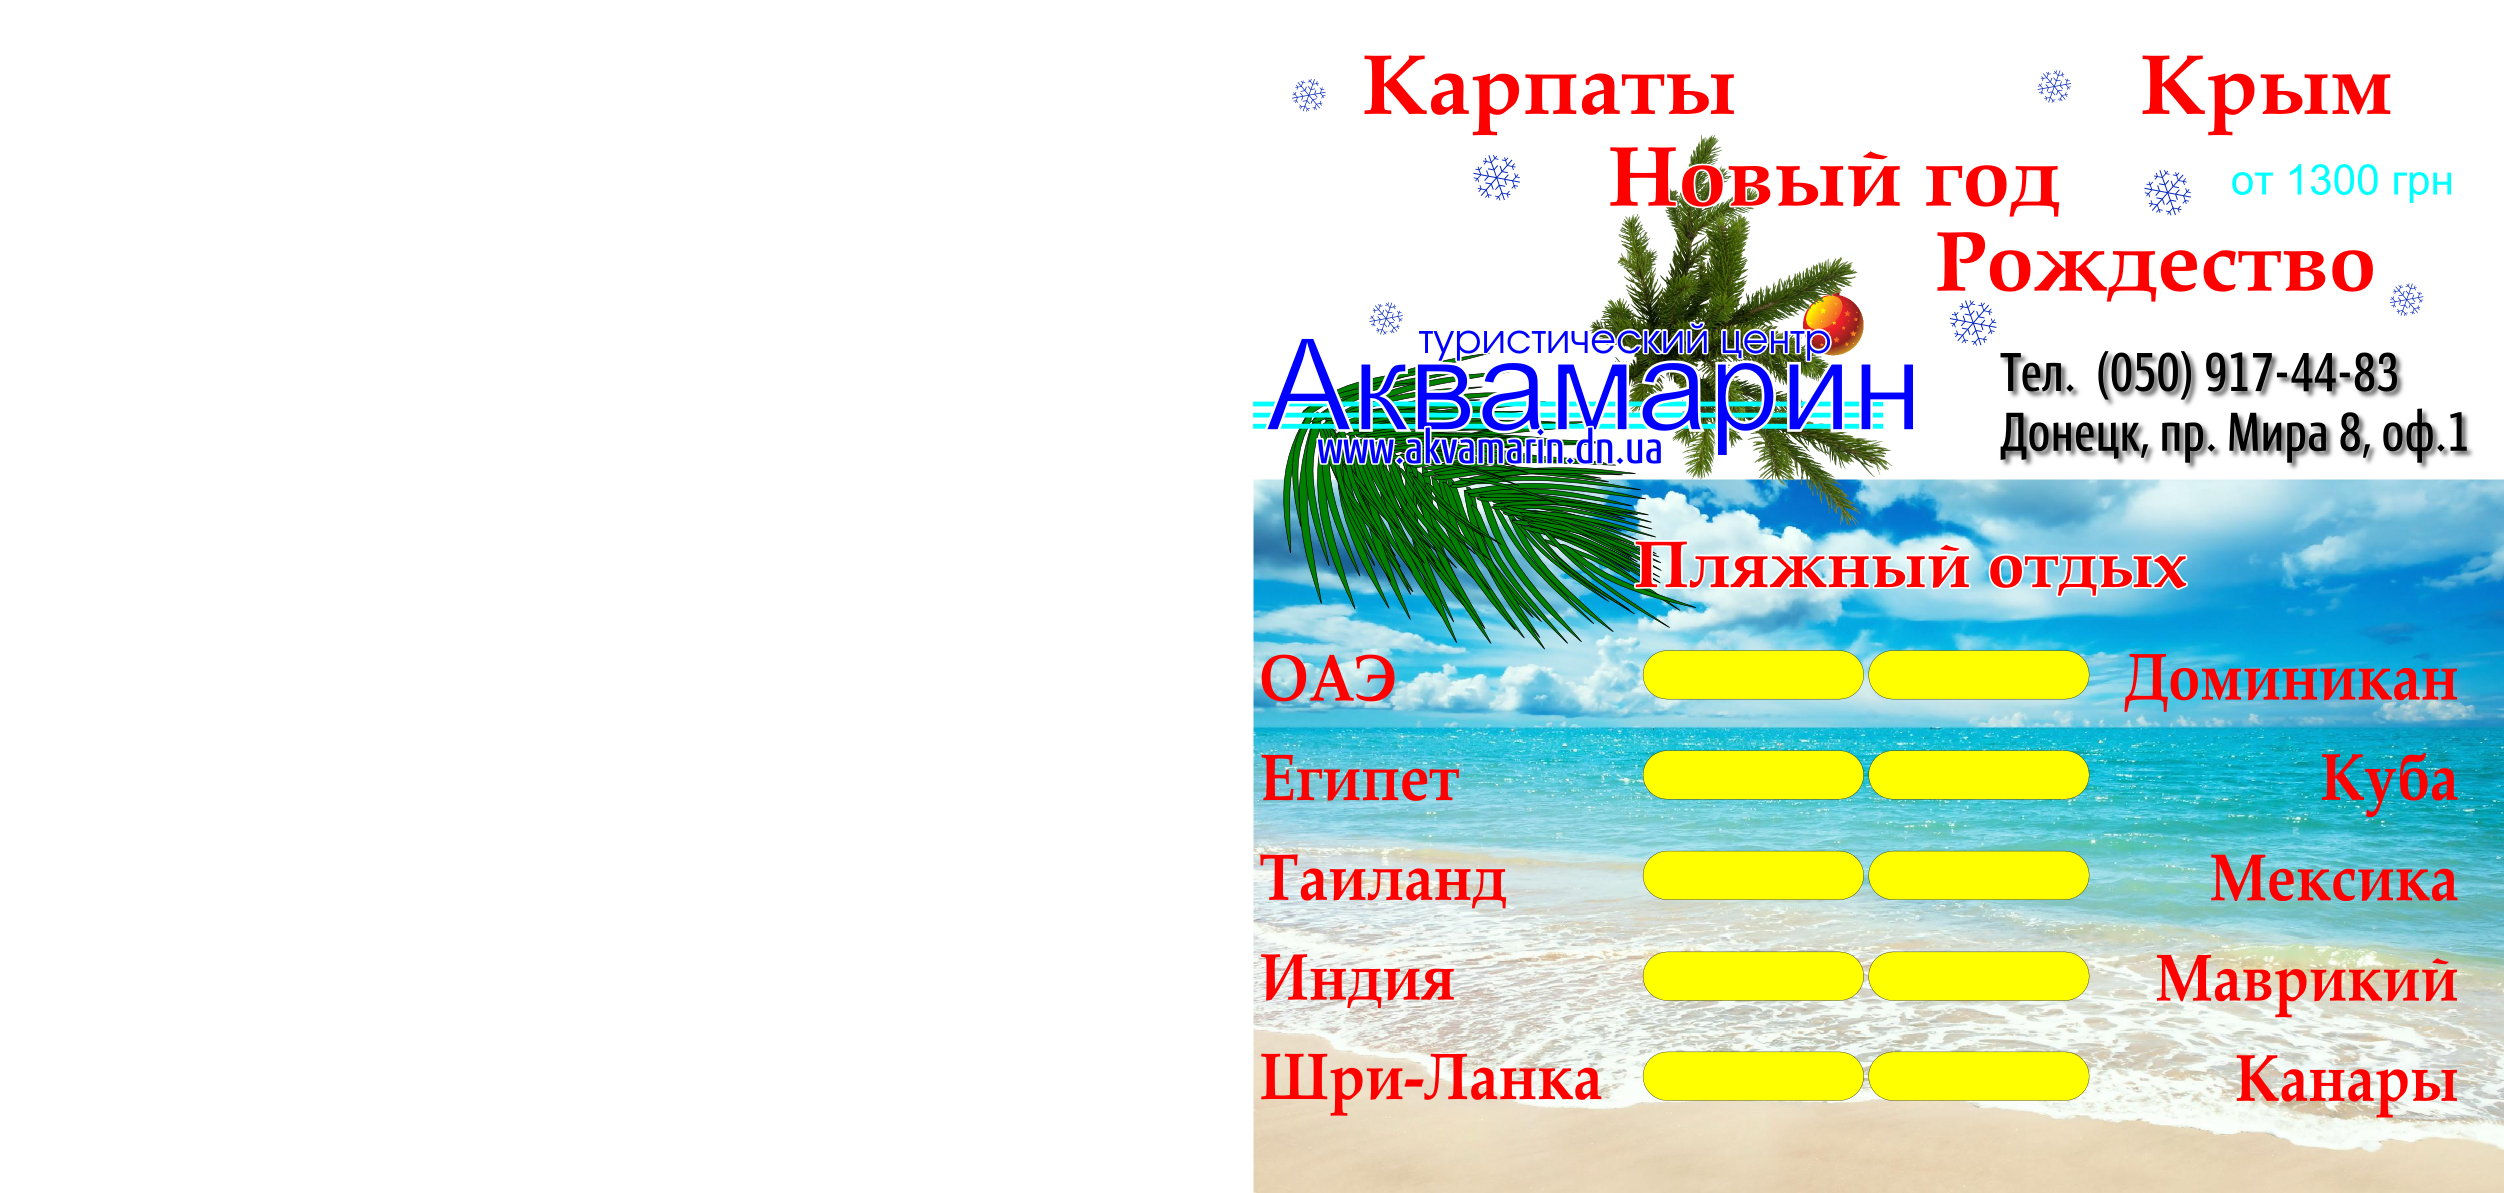 Карпаты Крым
Новый год
от 1300 грн
Рождество
туристический центр
Аквамарин
www.akvamarin.dn.ua
Тел. (050) 917-44-83
Донецк, пр. Мира 8, оф.1
Пляжный отдых
ОАЭ Доминикан
Египет Куба
Таиланд Мексика
Индия Маврикий
Шри-Ланка Канары